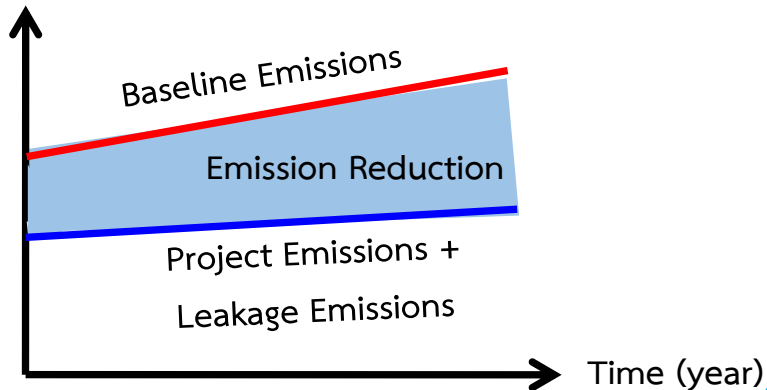 Baseline Emissions
Emission Reduction
Project Emissions +
Leakage Emissions
Time (year)